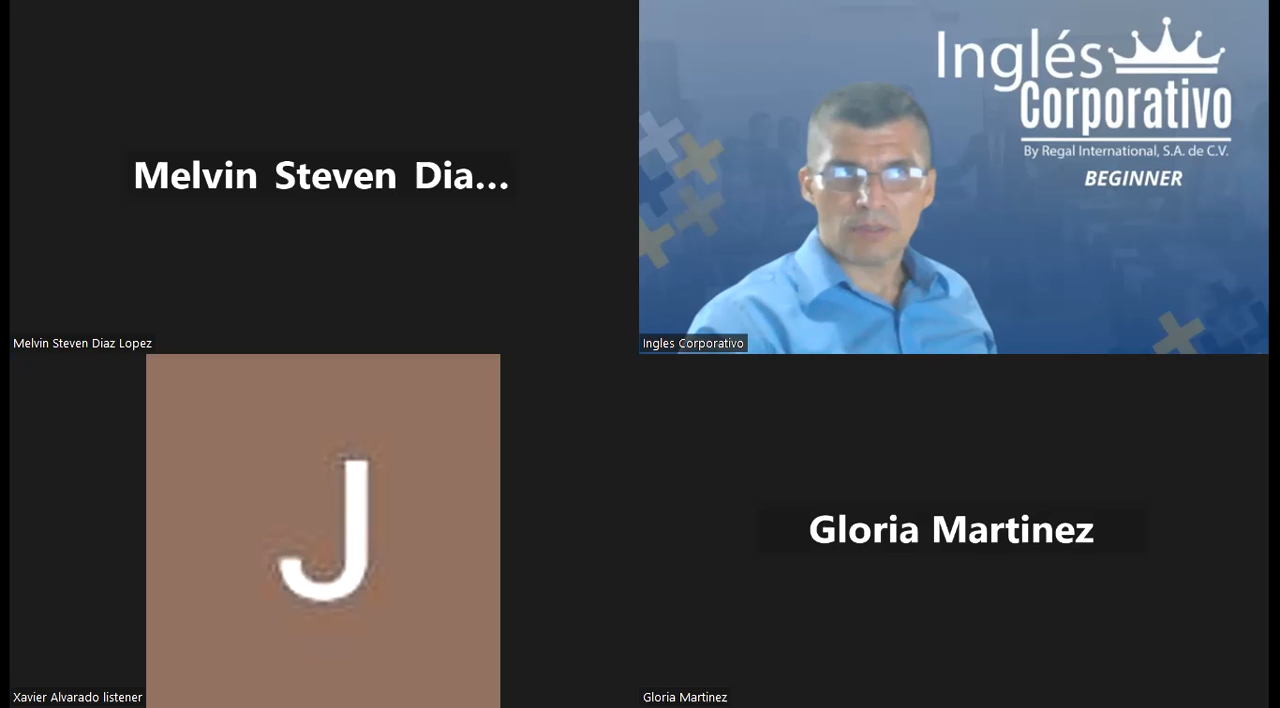 Melvin Steven Dia...
Melvin Steven Diaz Lopez
Inglés
Corporativo
By Regal International, S.A. de C.V.
BEGINNER
Ingles Corporativo
J
Xavier Alvarado listener
Gloria Martinez
Gloria Martinez